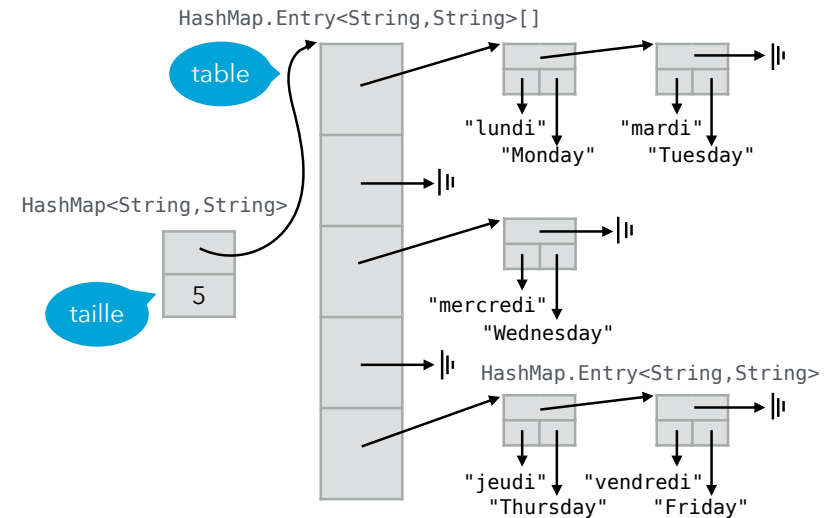 HashMap.Entry<String,String>[]
table
"lundi"
"mardi"
"Monday"
"Tuesday"
HashMap<String,String>
5
taille
"mercredi"
"Wednesday"
HashMap.Entry<String,String>
"jeudi"
"vendredi"
"Thursday"
"Friday"